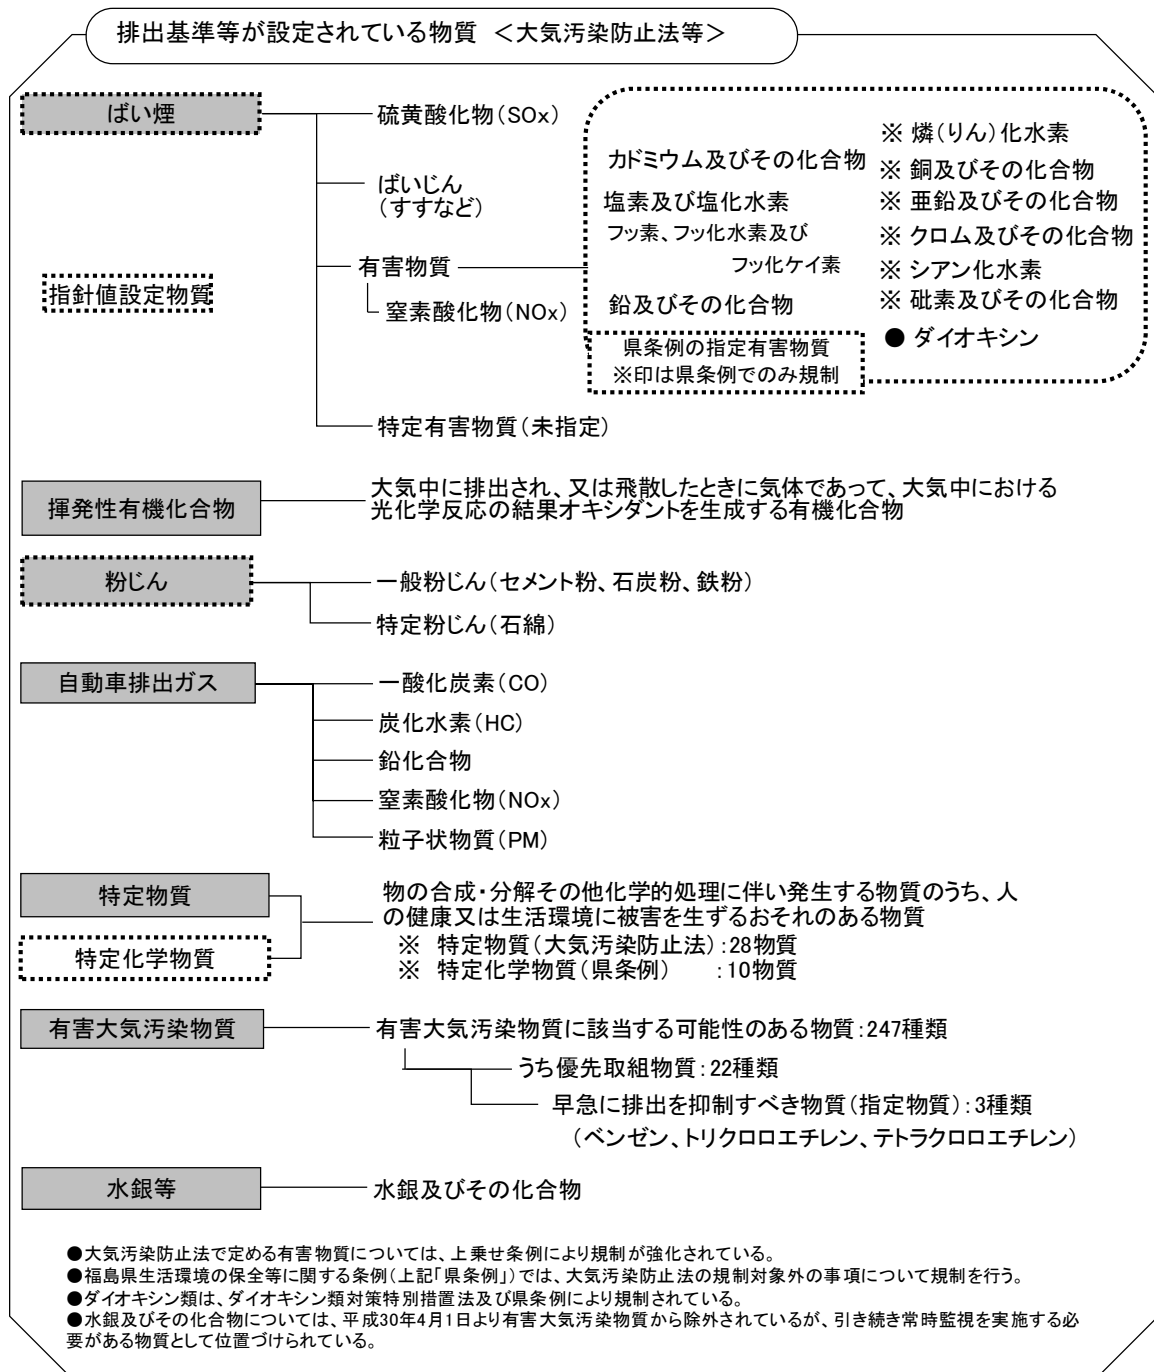 排出基準等が設定されている物質 ＜大気汚染防止法等＞
ばい煙
硫黄酸化物（SOx）
ばいじん
（すすなど）
有害物質
窒素酸化物（NOx）
特定有害物質（未指定）
指針値設定物質
カドミウム及びその化合物
塩素及び塩化水素
フッ素、フッ化水素及び
フッ化ケイ素
鉛及びその化合物
※ 燐（りん）化水素
※ 銅及びその化合物
※ 亜鉛及びその化合物
※ クロム及びその化合物
※ シアン化水素
※ 砒素及びその化合物
● ダイオキシン
県条例の指定有害物質
※印は県条例でのみ規制
揮発性有機化合物
大気中に排出され、又は飛散したときに気体であって、大気中における
光化学反応の結果オキシダントを生成する有機化合物
粉じん
一般粉じん（セメント粉、石炭粉、鉄粉）
特定粉じん（石綿）
自動車排出ガス
一酸化炭素（CO）
炭化水素（HC）
鉛化合物
窒素酸化物（NOx）
粒子状物質（PM）
特定物質
特定化学物質
物の合成・分解その他化学的処理に伴い発生する物質のうち、人
の健康又は生活環境に被害を生ずるおそれのある物質
※ 特定物質（大気汚染防止法）：28物質
※ 特定化学物質（県条例） ：10物質
有害大気汚染物質
有害大気汚染物質に該当する可能性のある物質：247種類
うち優先取組物質：22種類
早急に排出を抑制すべき物質（指定物質）：3種類
（ベンゼン、トリクロロエチレン、テトラクロロエチレン）
水銀等
水銀及びその化合物
●大気汚染防止法で定める有害物質については、上乗せ条例により規制が強化されている。
●福島県生活環境の保全等に関する条例（上記「県条例」）では、大気汚染防止法の規制対象外の事項について規制を行う。
●ダイオキシン類は、ダイオキシン類対策特別措置法及び県条例により規制されている。
●水銀及びその化合物については、平成30年4月1日より有害大気汚染物質から除外されているが、引き続き常時監視を実施する必
要がある物質として位置づけられている。